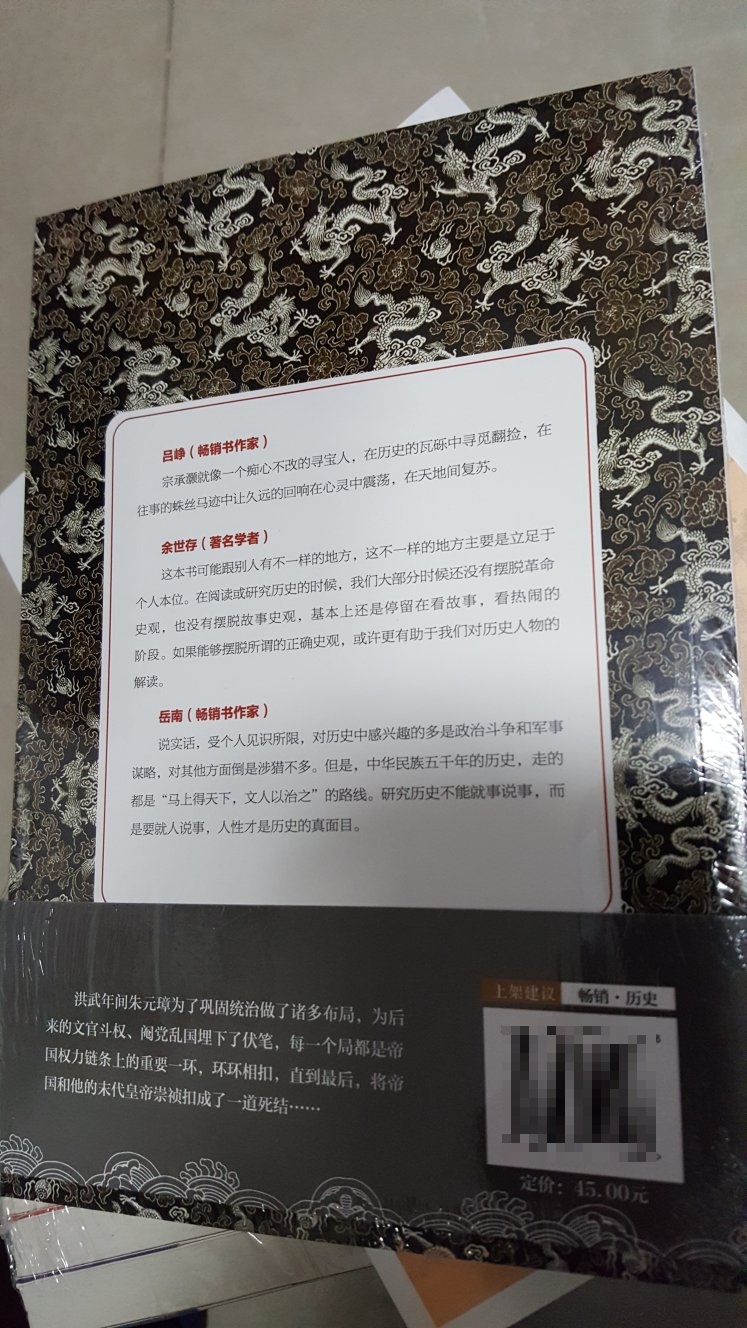 吕峥（畅销书作家）
宗承灏就像一个痴心不改的寻宝人，在历史的瓦砾中寻觅翻捡，在
往事的蛛丝马迹中让久远的回响在心灵中震荡，在天地间复苏。
余世存（著名学者）
这本书可能跟别人有不一样的地方，这不一样的地方主要是立足于
个人本位。在阅读或研究历史的时候，我们大部分时候还没有摆脱革命
史观，也没有摆脱故事史观，基本上还是停留在看故事，看热闹的
阶段。如果能够摆脱所谓的正确史观，或许更有助于我们对历史人物的
解读。
岳南（畅销书作家）
说实话，受个人见识所限，对历史中感兴趣的多是政治斗争和军事
谋略，对其他方面倒是涉猎不多。但是，中华民族五千年的历史，走的
都是“马上得天下，文人以治之”的路线。研究历史不能就事说事，而
是要就人说事，人性才是历史的真面目。
洪武年间朱元璋为了巩固统治做了诸多布局，为后
来的文官斗权、阉党乱国埋下了伏笔，每一个局都是帝
国权力链条上的重要一环，环环相扣，直到最后，将帝
国和他的末代皇帝崇祯扣成了一道死结……
上架建议 畅销·历史
定价：45.00元